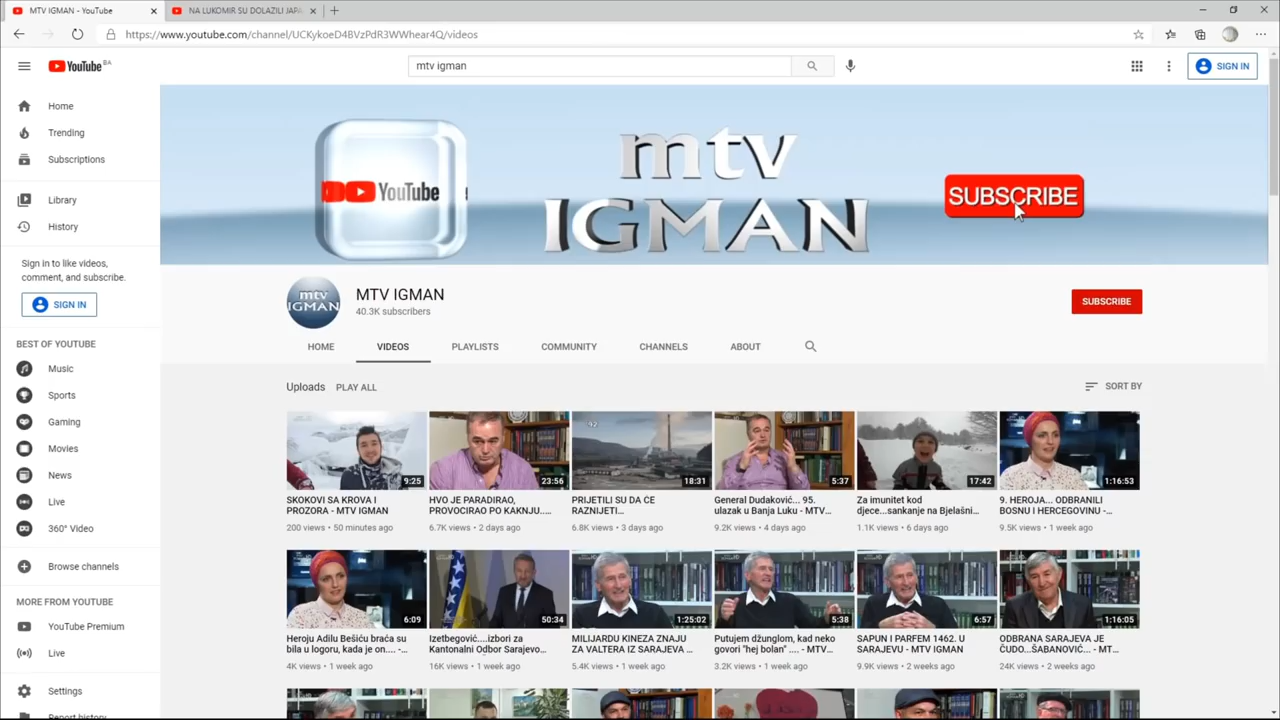 MTV IGMAN - YouTube
NA LUKOMIR SU DOLAZILI JAPA
https://www.youtube.com/channel/UCKykoeD4BVzPdR3WWhear4Q/videos
YouTube BA
mtv igman
SIGN IN
Home
Trending
Subscriptions
Library
History
Sign in to like videos,
comment, and subscribe.
SIGN IN
BEST OF YOUTUBE
Music
Sports
Gaming
Movies
News
Live
360° Video
Browse channels
MORE FROM YOUTUBE
YouTube Premium
Live
Settings
Report history
YouTube
mtv
IGMAN
SUBSCRIBE
mtv
IGMAN
MTV IGMAN
40.3K subscribers
SUBSCRIBE
HOME VIDEOS PLAYLISTS COMMUNITY CHANNELS ABOUT
Uploads PLAY ALL SORT BY
9:25 23:56 18:31 5:37 17:42 1:16:53
SKOKOVI SA KROVA I
PROZORA - MTV IGMAN
200 views • 50 minutes ago
HVO JE PARADIRAO,
PROVOCIRAO PO KAKNJU....
6.7K views • 2 days ago
PRIJETILI SU DA ĆE
RAZNIJETI...
6.8K views • 3 days ago
General Dudaković... 95.
ulazak u Banja Luku - MTV...
9.2K views • 4 days ago
Za imunitet kod
djece...sankanje na Bjelašni...
1.1K views • 6 days ago
9. HEROJA... ODBRANILI
BOSNU I HERCEGOVINU -...
9.5K views • 1 week ago
6:09 50:34 1:25:02 5:38 6:57 1:16:05
Heroju Adilu Bešiću braća su
bila u logoru, kada je on.... -...
4K views • 1 week ago
Izetbegović....izbori za
Kantonalni Odbor Sarajevo...
16K views • 1 week ago
MILIJARDU KINEZA ZNAJU
ZA VALTERA IZ SARAJEVA ...
5.4K views • 1 week ago
Putujem džunglom, kad neko
govori "hej bolan" .... - MTV...
3.2K views • 1 week ago
SAPUN I PARFEM 1462. U
SARAJEVU - MTV IGMAN
9.9K views • 2 weeks ago
ODBRANA SARAJEVA JE
ČUDO...ŠABANOVIĆ... - MT...
24K views • 2 weeks ago